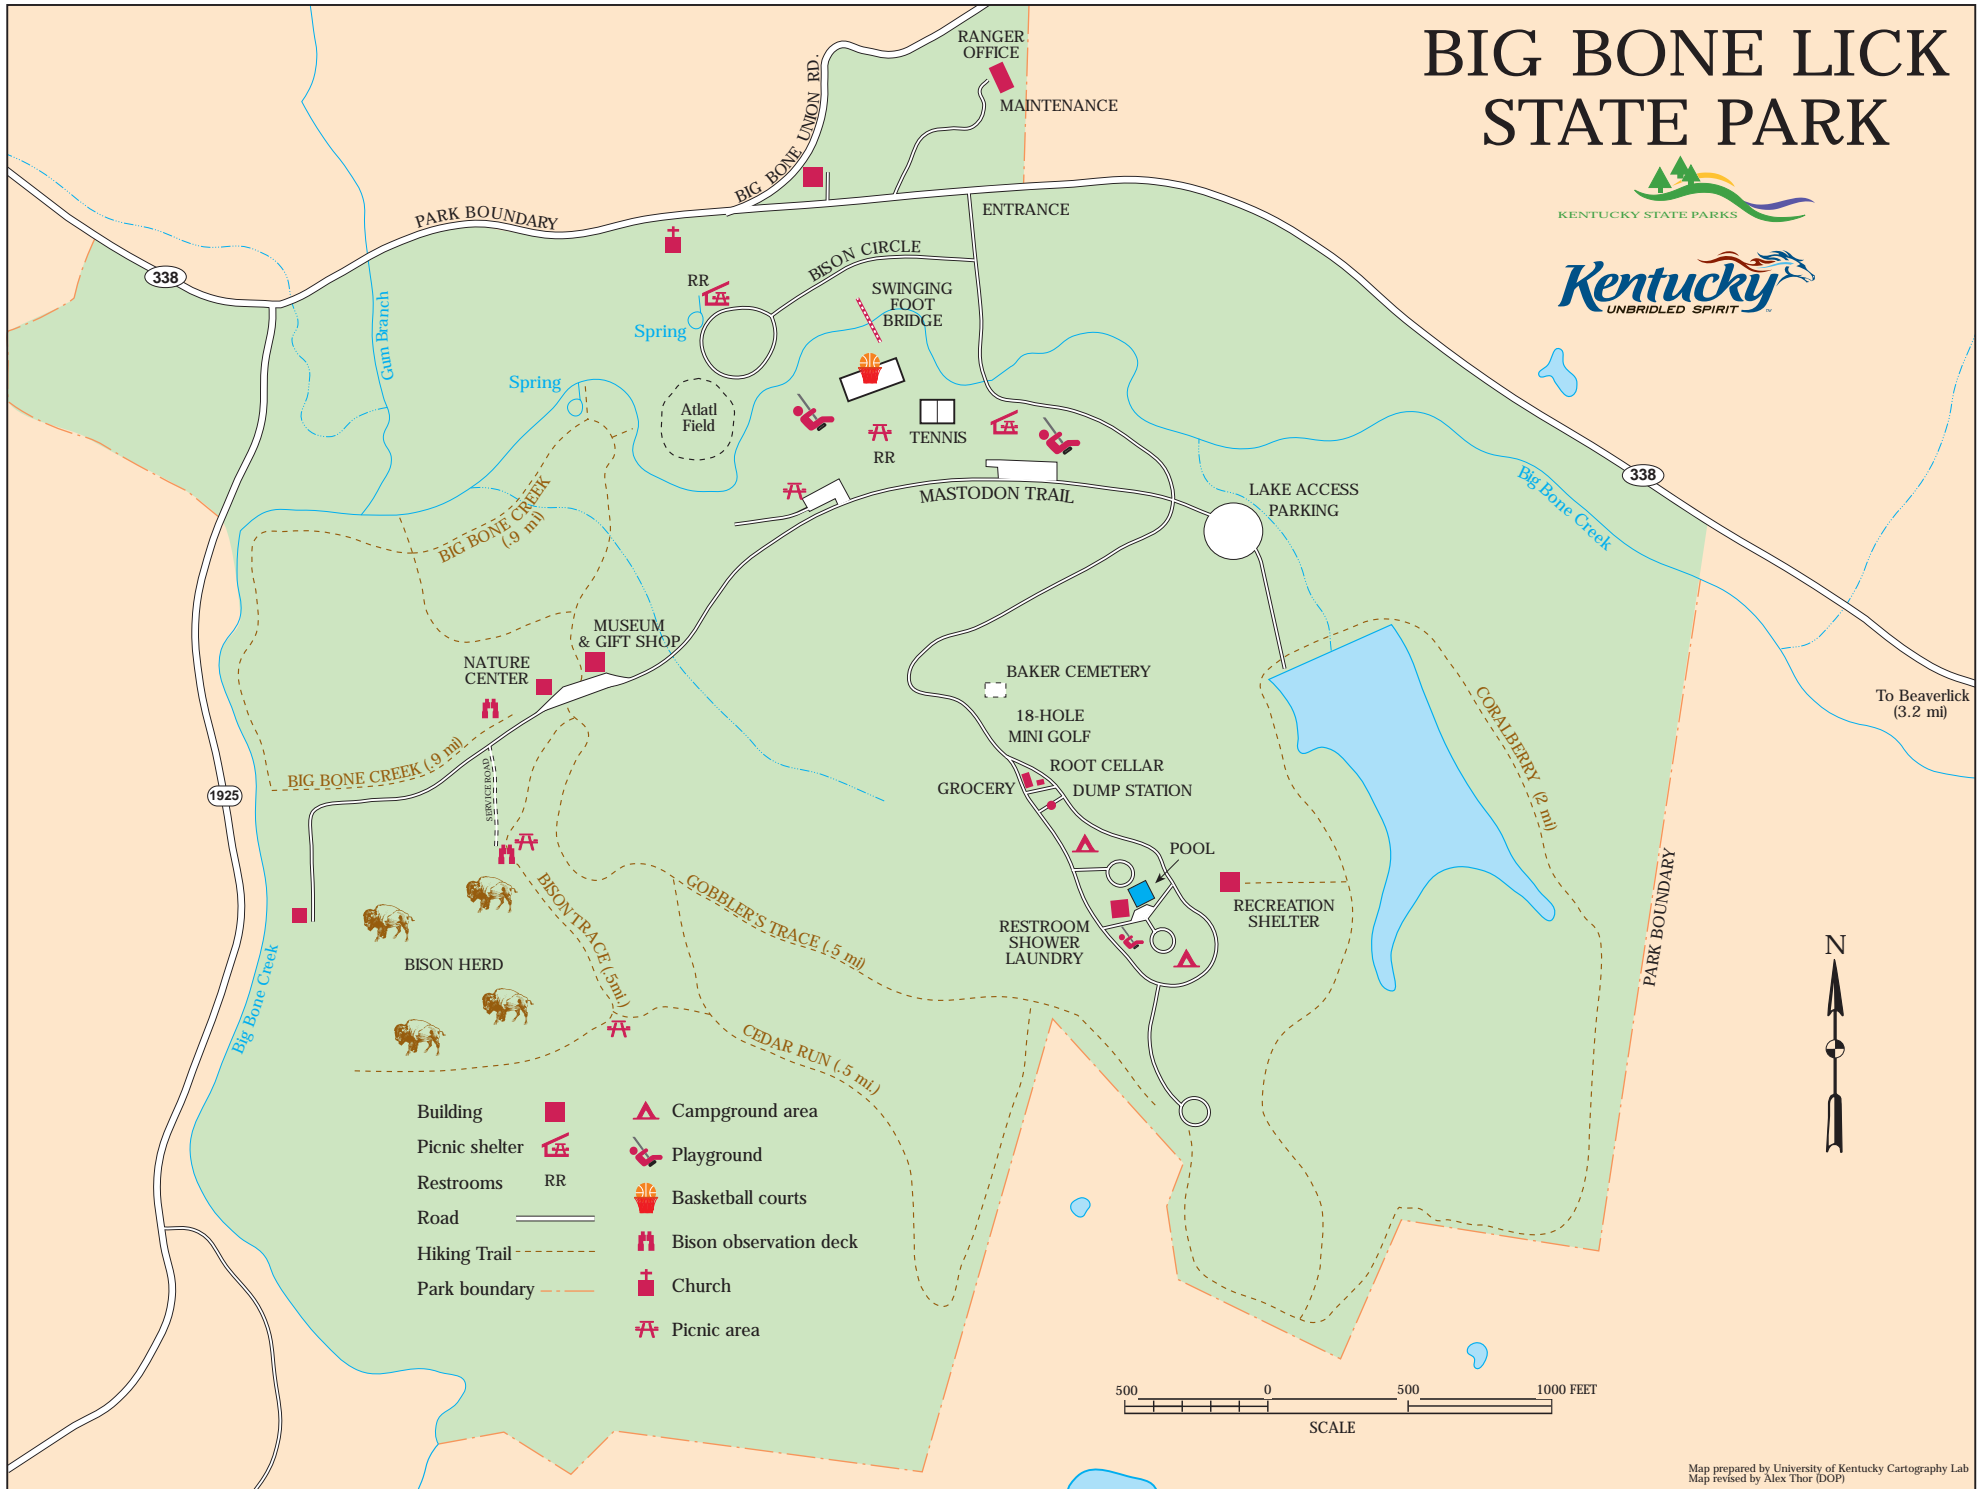 BIG BONE LICK
STATE PARK
KENTUCKY STATE PARKS
Kentucky
UNBRIDLED SPIRIT
™
RANGER
OFFICE
MAINTENANCE
BIG BONE UNION RD.
PARK BOUNDARY
ENTRANCE
338
BISON CIRCLE
RR
Spring
SWINGING
FOOT
BRIDGE
Gum Branch
Spring
Atlatl
Field
TENNIS
RR
MASTODON TRAIL
LAKE ACCESS
PARKING
338
Big Bone Creek
BIG BONE CREEK
(.9 mi)
MUSEUM
& GIFT SHOP
NATURE
CENTER
BAKER CEMETERY
18-HOLE
MINI GOLF
ROOT CELLAR
GROCERY
DUMP STATION
CORALBERRY (2 mi)
To Beaverlick
(3.2 mi)
BIG BONE CREEK (.9 mi)
SERVICE ROAD
1925
POOL
RECREATION
SHELTER
RESTROOM
SHOWER
LAUNDRY
PARK BOUNDARY
BISON TRACE (.5mi.)
GOBBLER'S TRACE (.5 mi)
BISON HERD
Big Bone Creek
CEDAR RUN (.5 mi.)
N
Building
Picnic shelter
Restrooms RR
Road
Hiking Trail
Park boundary
Campground area
Playground
Basketball courts
Bison observation deck
Church
Picnic area
500 0 500 1000 FEET
SCALE
Map prepared by University of Kentucky Cartography Lab
Map revised by Alex Thor (DOP)